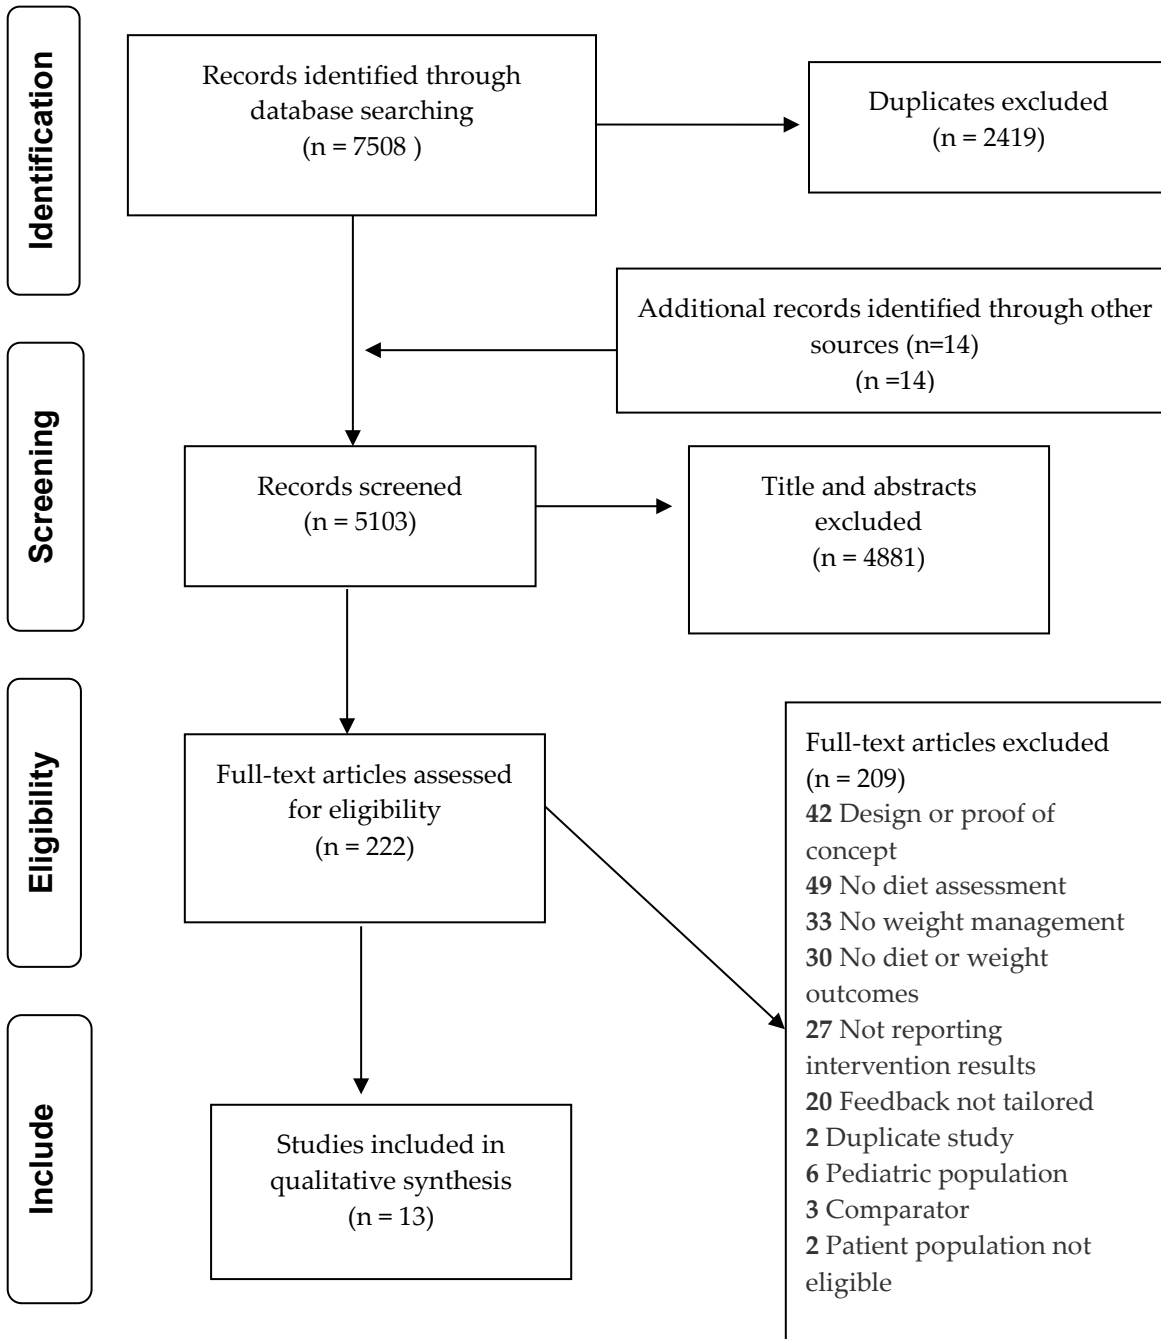 Identification
Records identified through
database searching
(n = 7508 )
Duplicates excluded
(n = 2419)
Additional records identified through other
sources (n=14)
(n =14)
Screening
Records screened
(n = 5103)
Title and abstracts
excluded
(n = 4881)
Eligibility
Full-text articles assessed
for eligibility
(n = 222)
Full-text articles excluded
(n = 209)
42 Design or proof of
concept
49 No diet assessment
33 No weight management
30 No diet or weight
outcomes
27 Not reporting
intervention results
20 Feedback not tailored
2 Duplicate study
6 Pediatric population
3 Comparator
2 Patient population not
eligible
Include
Studies included in
qualitative synthesis
(n = 13)